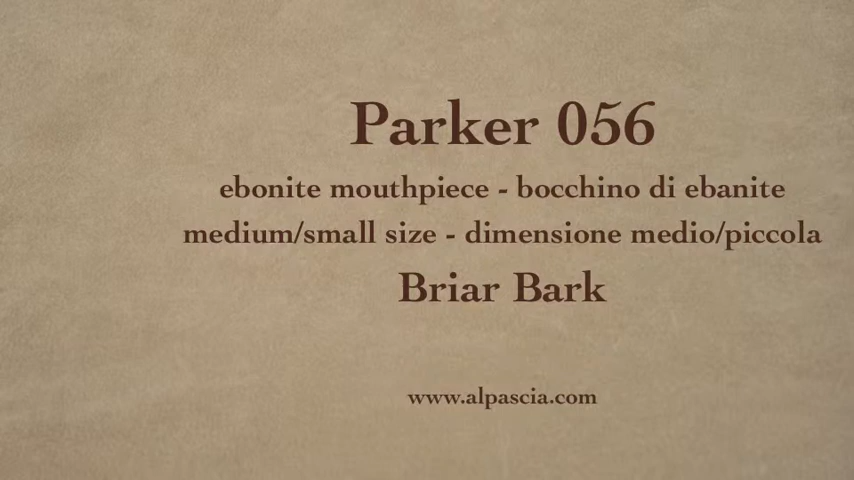 Parker 056
ebonite mouthpiece - bocchino di ebanite
medium/small size - dimensione medio/piccola
Briar Bark
www.alpascia.com